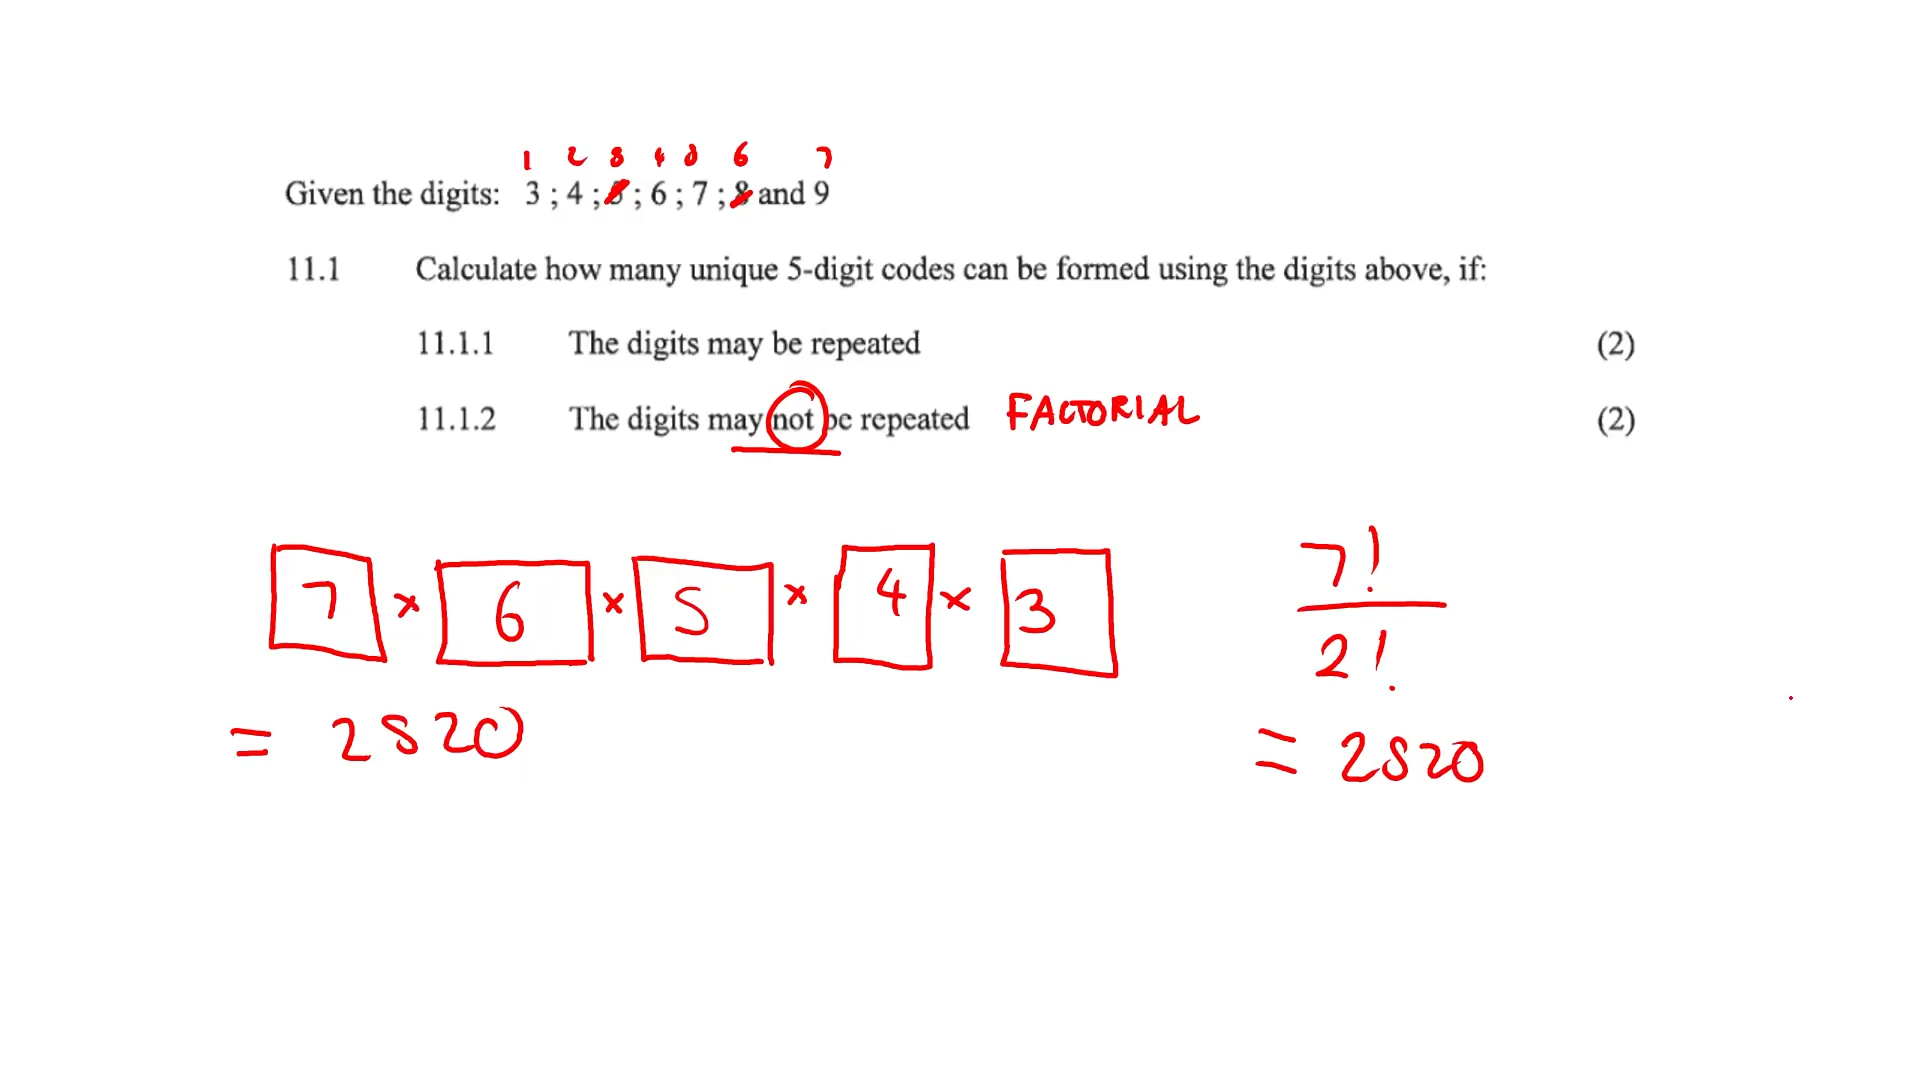 1 2 3 4 5 6 7
Given the digits: 3 ; 4 ; 5 ; 6 ; 7 ; 8 and 9
11.1 Calculate how many unique 5-digit codes can be formed using the digits above, if:
11.1.1 The digits may be repeated (2)
11.1.2 The digits may not be repeated FACTORIAL (2)
7 × 6 × 5 × 4 × 3
7!
2!
= 2520
= 2520